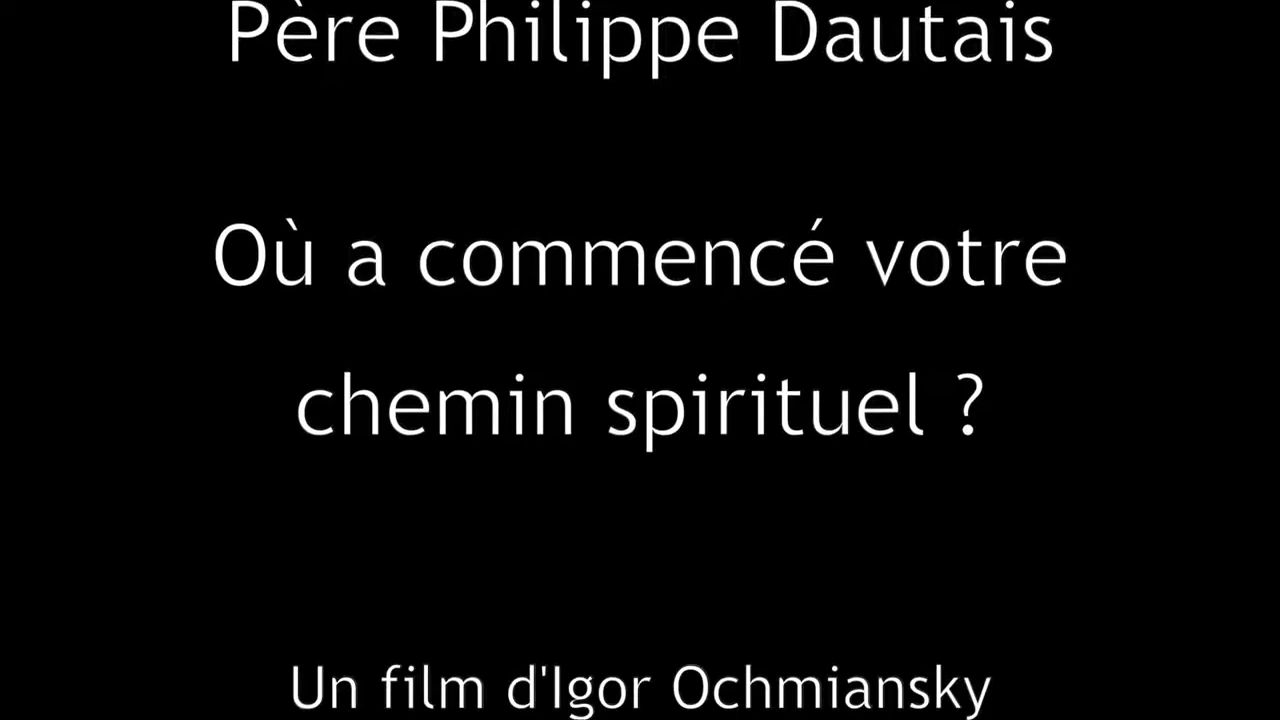 Père Philippe Dautais
Où a commencé votre
chemin spirituel ?
Un film d'Igor Ochmiansky